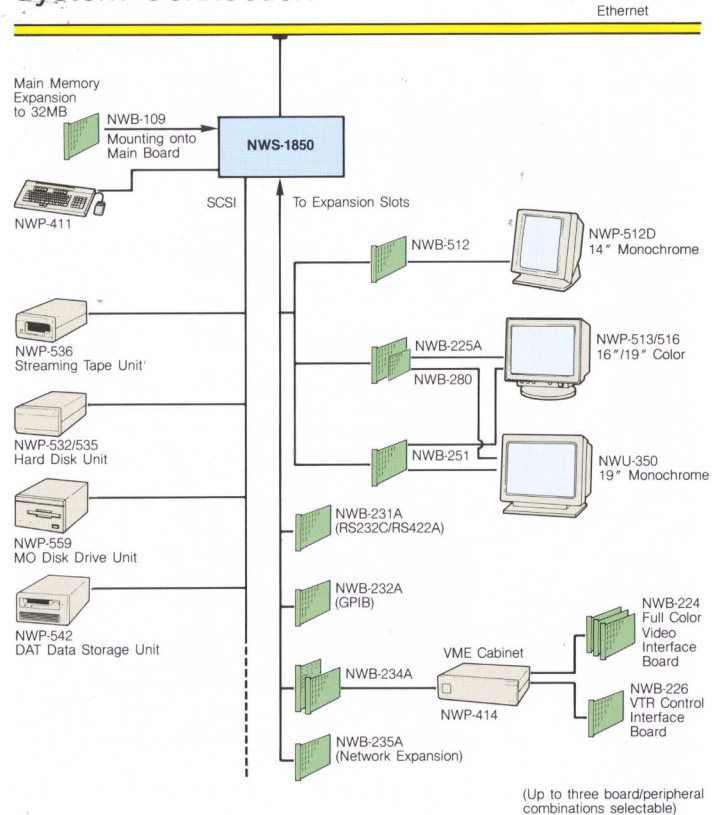 System Connection
Ethernet
Main Memory
Expansion
to 32MB
NWB-109
Mounting onto
Main Board
NWS-1850
NWP-411
SCSI
To Expansion Slots
NWB-512
NWP-512D
14" Monochrome
NWP-536
Streaming Tape Unit
NWB-225A
NWB-280
NWP-513/516
16"/19" Color
NWP-532/535
Hard Disk Unit
NWB-251
NWU-350
19" Monochrome
NWP-559
MO Disk Drive Unit
NWB-231A
(RS232C/RS422A)
NWP-542
DAT Data Storage Unit
NWB-232A
(GPIB)
NWB-234A
VME Cabinet
NWP-414
NWB-224
Full Color
Video
Interface
Board
NWB-226
VTR Control
Interface
Board
NWB-235A
(Network Expansion)
(Up to three board/peripheral
combinations selectable)